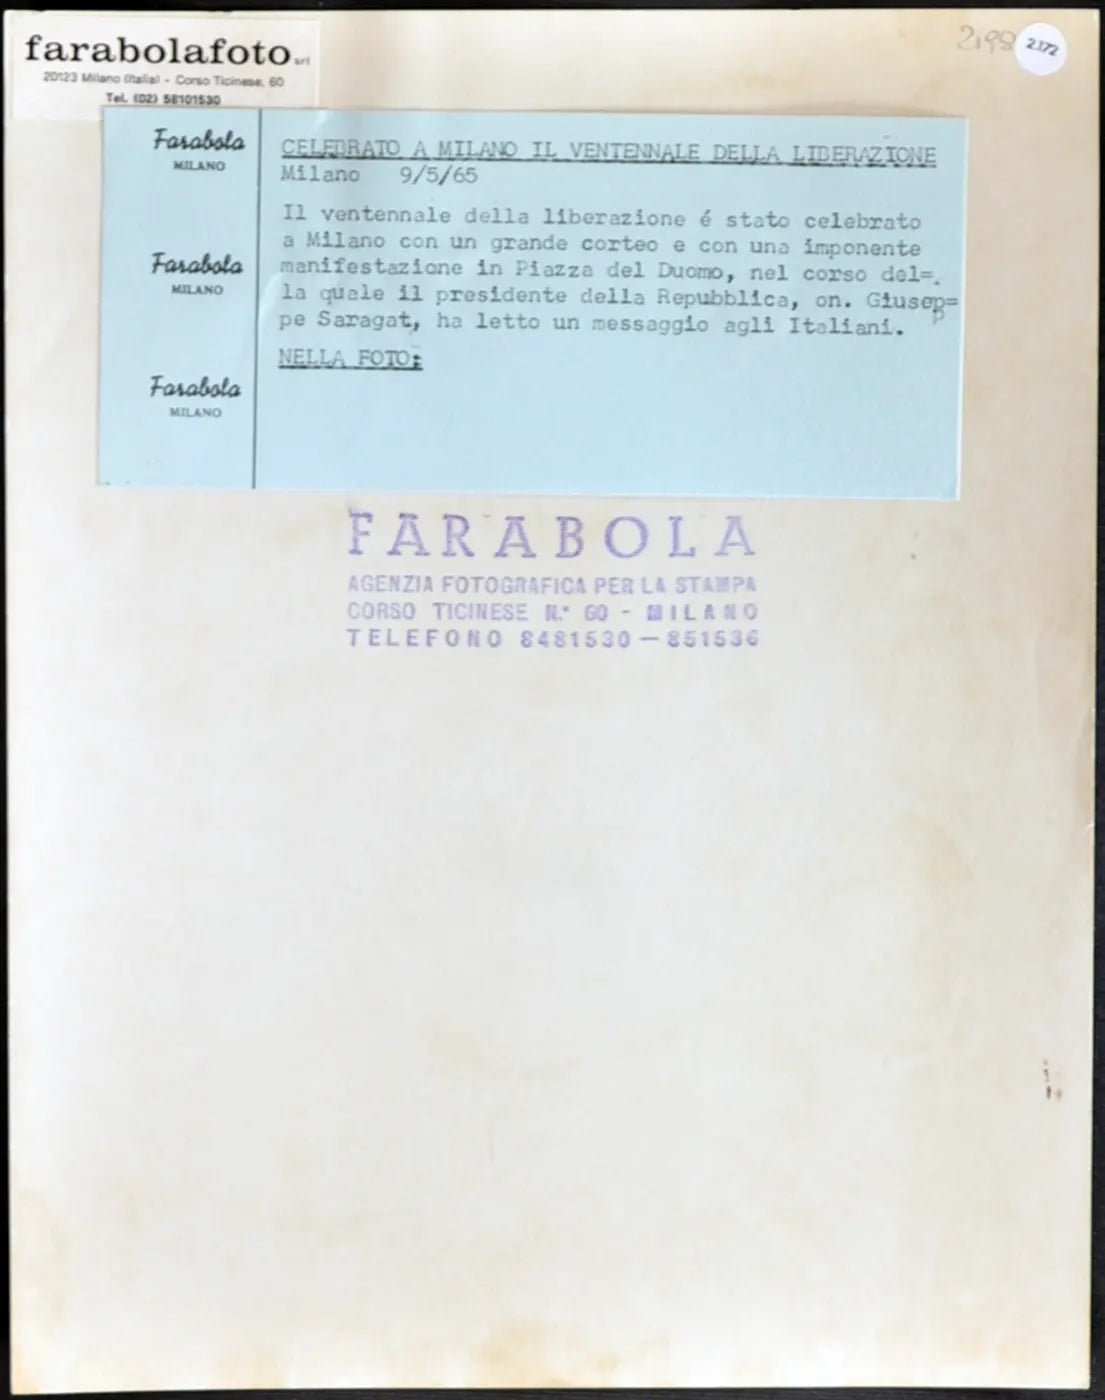 farabolafoto srl
20123 Milano (Italia) - Corso Ticinese, 60
Tel. (02) 58101530
2172
Farabola
MILANO
Farabola
MILANO
Farabola
MILANO
CELEBRATO A MILANO IL VENTENNALE DELLA LIBERAZIONE
Milano 9/5/65
Il ventennale della liberazione é stato celebrato
a Milano con un grande corteo e con una imponente
manifestazione in Piazza del Duomo, nel corso del=
la quale il presidente della Repubblica, on. Giusep=
pe Saragat, ha letto un messaggio agli Italiani.
NELLA FOTO:
FARABOLA
AGENZIA FOTOGRAFICA PER LA STAMPA
CORSO TICINESE N.° 60 - MILANO
TELEFONO 8481530 — 851536